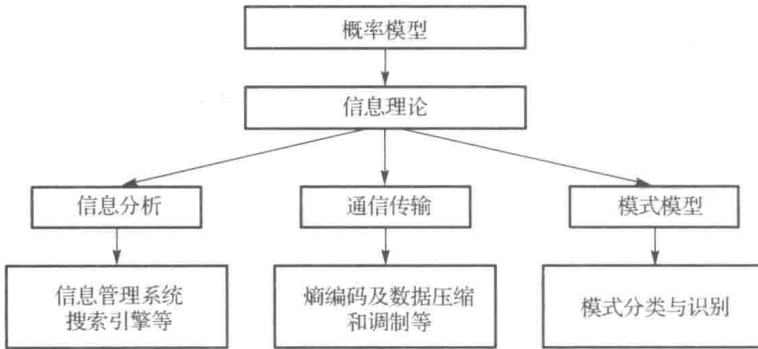 概率模型
信息理论
信息分析
通信传输
模式模型
信息管理系统
搜索引擎等
熵编码及数据压缩
和调制等
模式分类与识别